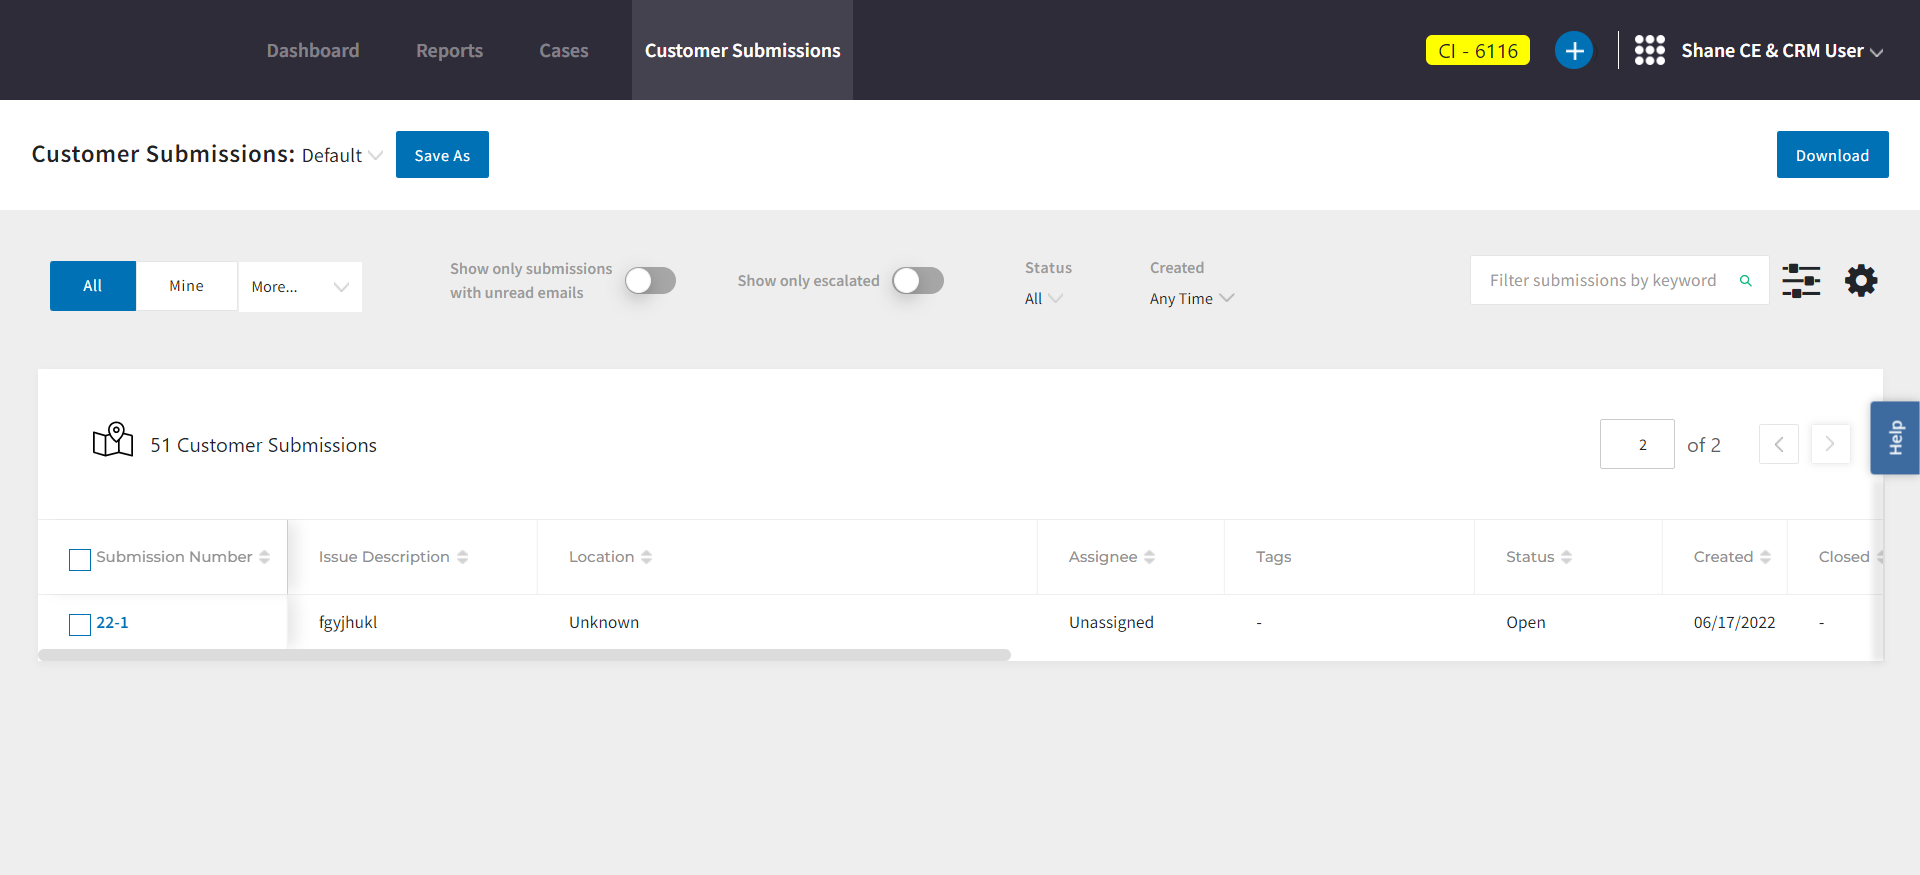 Dashboard Reports Cases Customer Submissions CI - 6116 Shane CE & CRM User
Customer Submissions: Default Save As Download
All Mine More...
Show only submissions
with unread emails
Show only escalated
Status
All
Created
Any Time
Filter submissions by keyword
Help
51 Customer Submissions 2 of 2
Submission Number Issue Description Location Assignee Tags Status Created Closed
22-1 fgyjhukl Unknown Unassigned - Open 06/17/2022 -